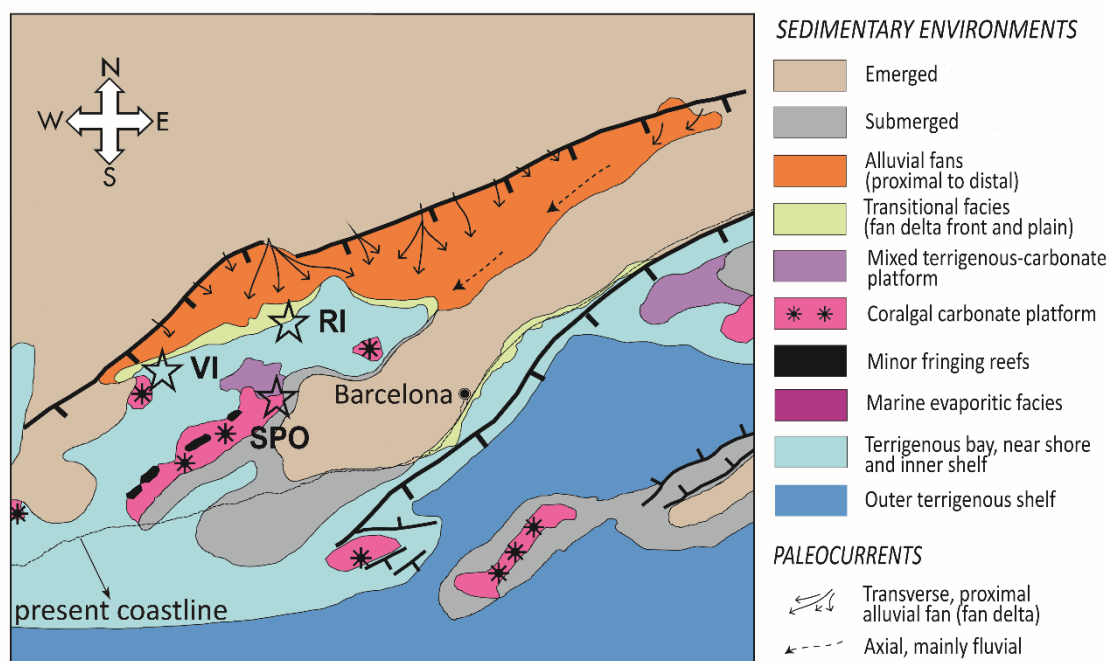 N
W E
S
RI
VI
Barcelona
SPO
present coastline
SEDIMENTARY ENVIRONMENTS
Emerged
Submerged
Alluvial fans
(proximal to distal)
Transitional facies
(fan delta front and plain)
Mixed terrigenous-carbonate
platform
Coralgal carbonate platform
Minor fringing reefs
Marine evaporitic facies
Terrigenous bay, near shore
and inner shelf
Outer terrigenous shelf
PALEOCURRENTS
Transverse, proximal
alluvial fan (fan delta)
Axial, mainly fluvial